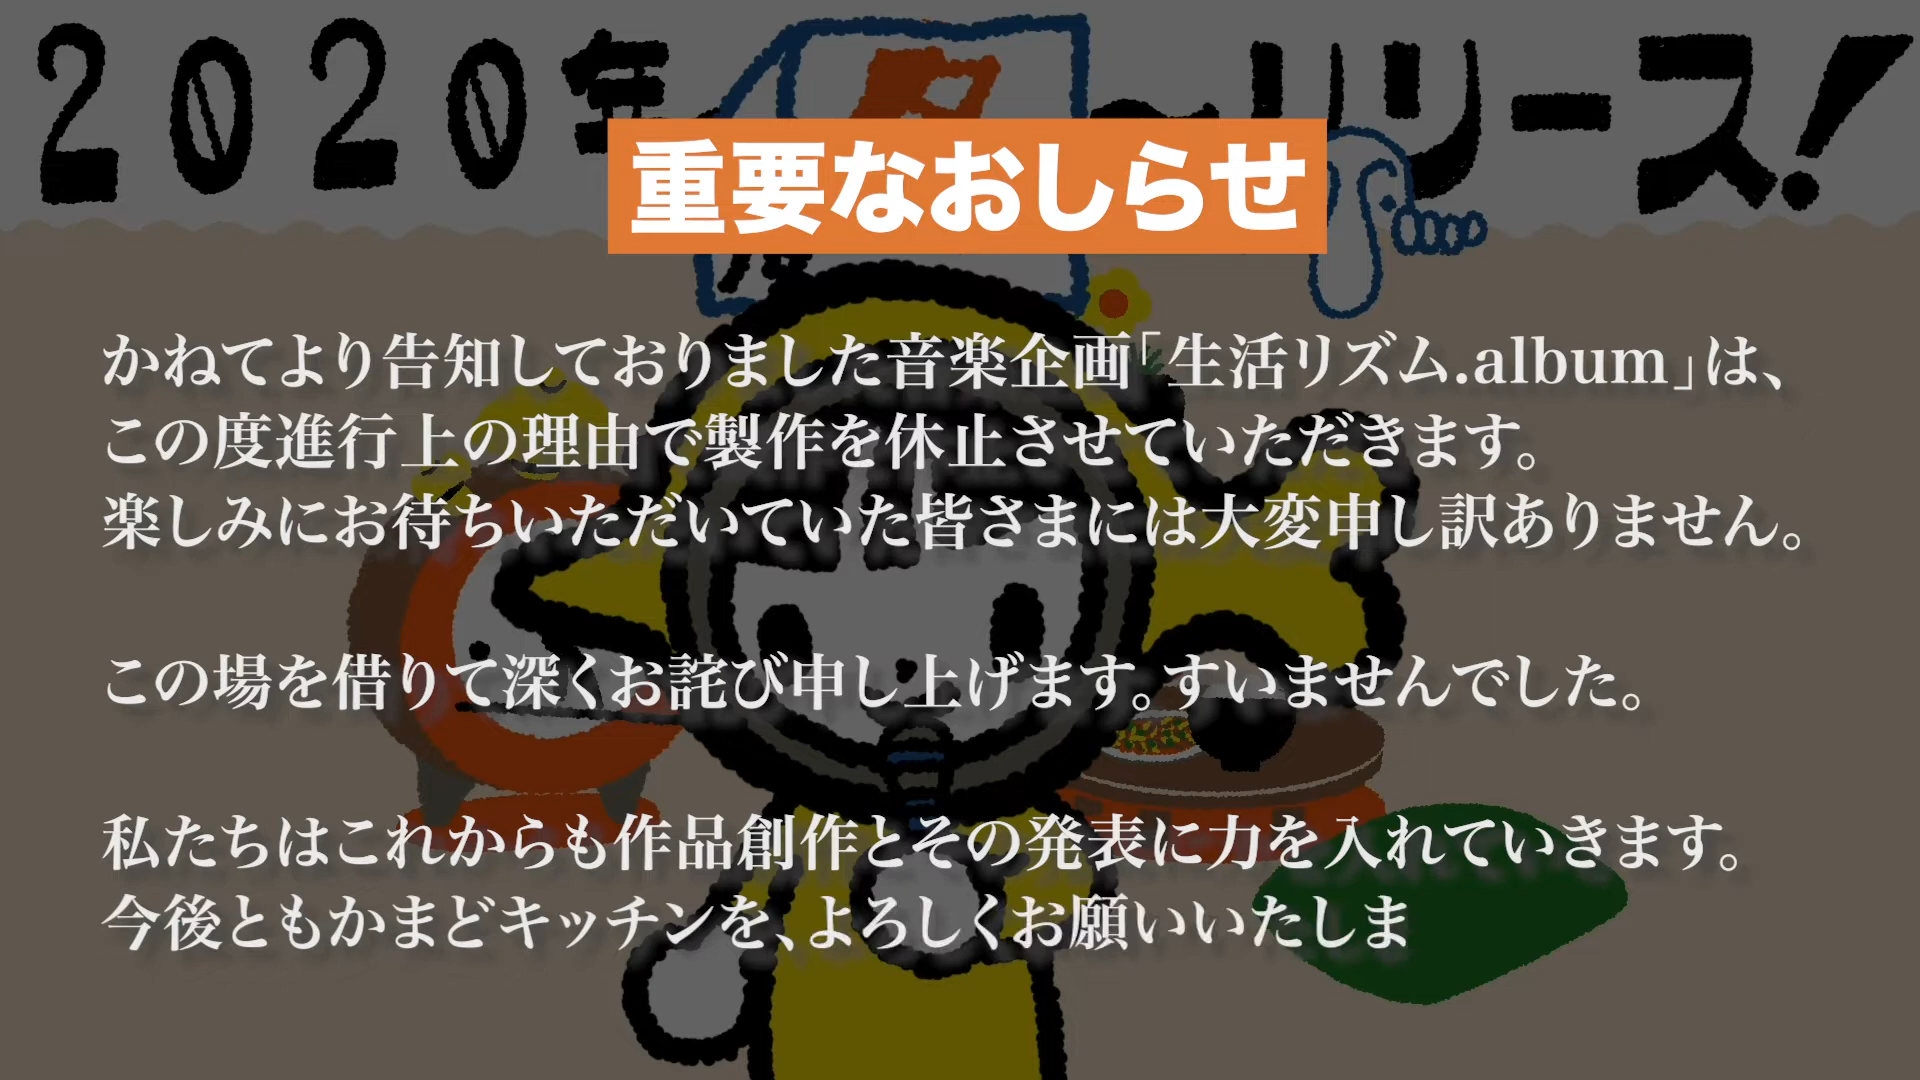 2020年
リリース!
重要なおしらせ
かねてより告知しておりました音楽企画「生活リズム.album」は、
この度進行上の理由で製作を休止させていただきます。
楽しみにお待ちいただいていた皆さまには大変申し訳ありません。
この場を借りて深くお詫び申し上げます。すいませんでした。
私たちはこれからも作品創作とその発表に力を入れていきます。
今後ともかまどキッチンを、よろしくお願いいたしま